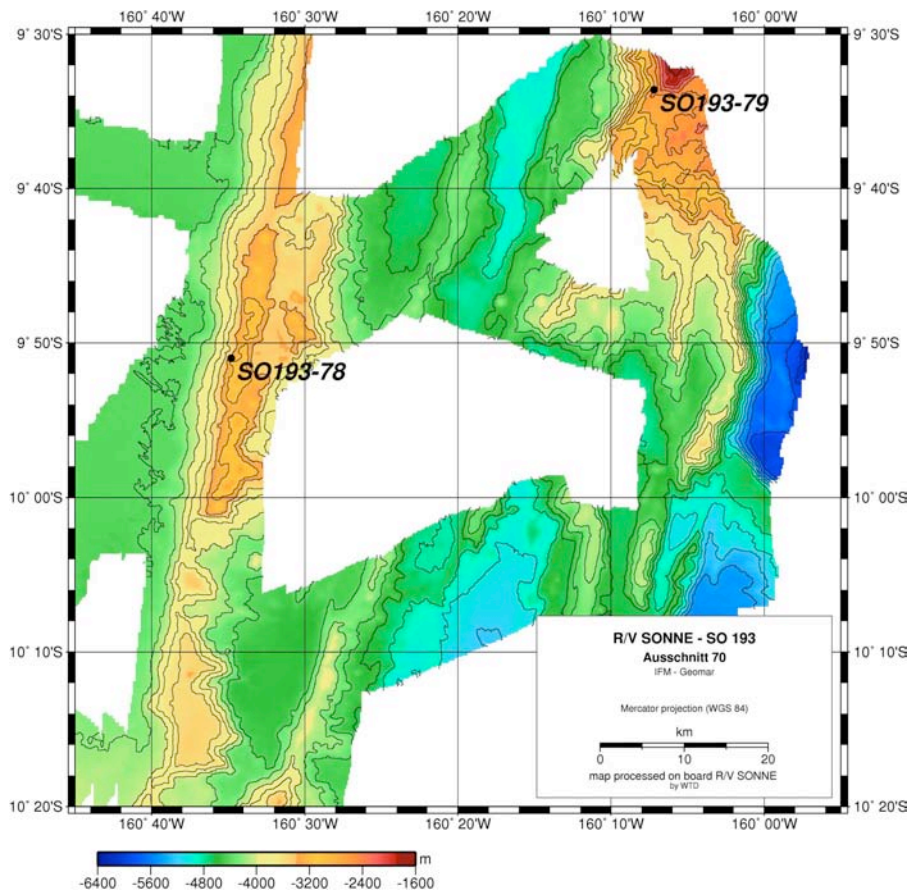 160˚ 40'W 160˚ 30'W 160˚ 20'W 160˚ 10'W 160˚ 00'W
9˚ 30'S 9˚ 30'S
SO193-79
9˚ 40'S 9˚ 40'S
9˚ 50'S 9˚ 50'S
SO193-78
10˚ 00'S 10˚ 00'S
R/V SONNE - SO 193
Ausschnitt 70
IFM - Geomar
Mercator projection (WGS 84)
km
0 10 20
map processed on board R/V SONNE
by WTD
10˚ 10'S 10˚ 10'S
10˚ 20'S 10˚ 20'S
160˚ 40'W 160˚ 30'W 160˚ 20'W 160˚ 10'W 160˚ 00'W
m
-6400 -5600 -4800 -4000 -3200 -2400 -1600